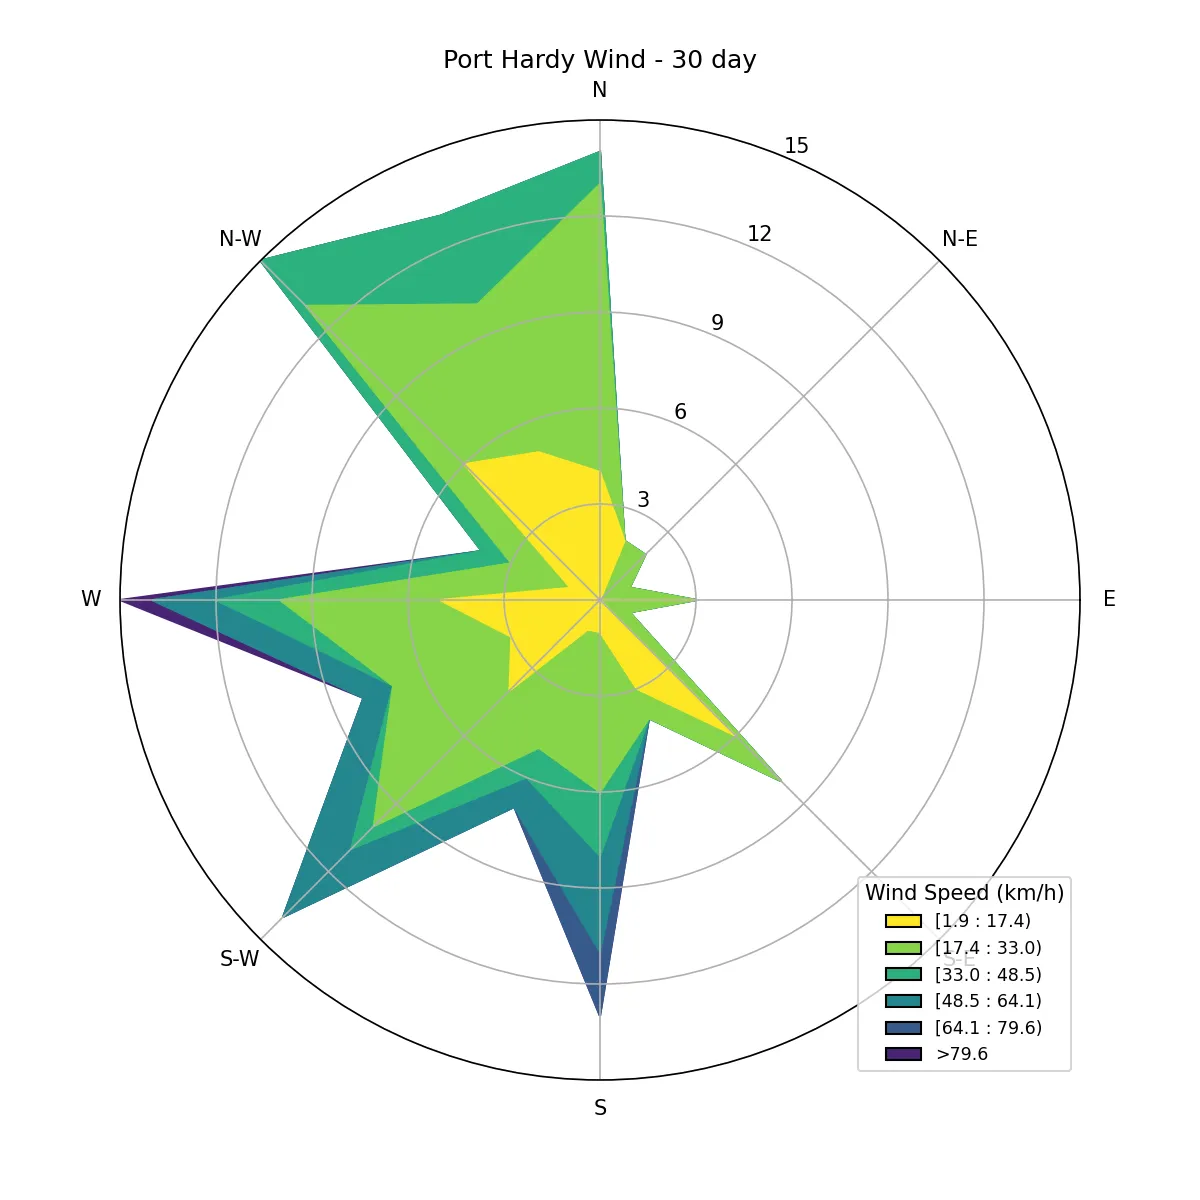 Port Hardy Wind - 30 day
N
15
N-W
12
N-E
9
6
3
W
E
S-W
S-E
S
Wind Speed (km/h)
[1.9 : 17.4)
[17.4 : 33.0)
[33.0 : 48.5)
[48.5 : 64.1)
[64.1 : 79.6)
>79.6